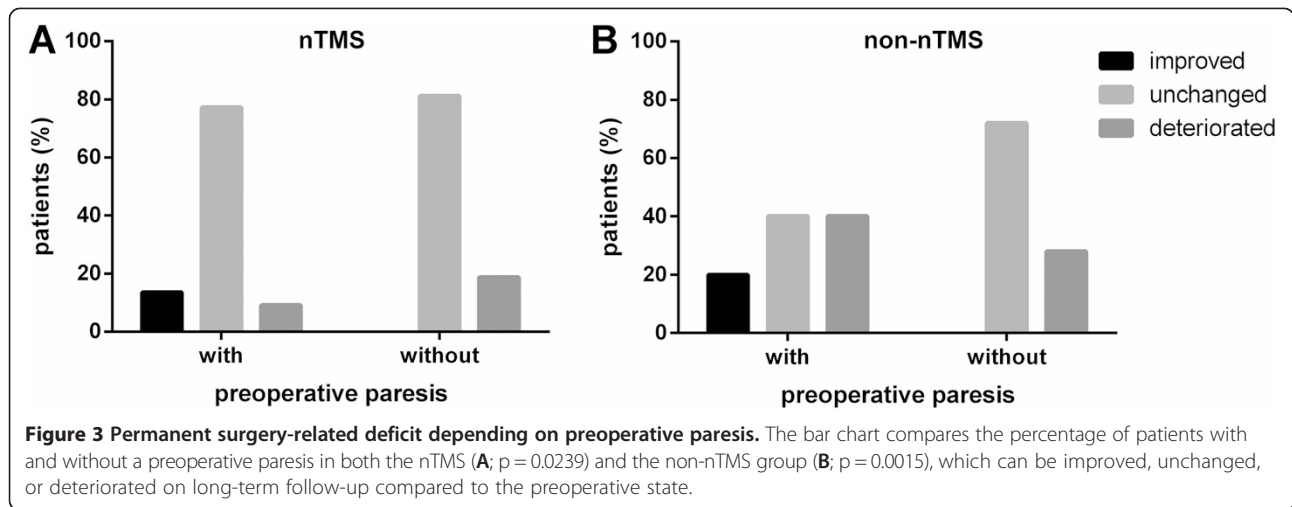 A
nTMS
100
80
60
40
20
0
patients (%)
with
without
preoperative paresis
B
non-nTMS
100
80
60
40
20
0
patients (%)
with
without
preoperative paresis
improved
unchanged
deteriorated
Figure 3 Permanent surgery-related deficit depending on preoperative paresis. The bar chart compares the percentage of patients with
and without a preoperative paresis in both the nTMS (A; p = 0.0239) and the non-nTMS group (B; p = 0.0015), which can be improved, unchanged,
or deteriorated on long-term follow-up compared to the preoperative state.